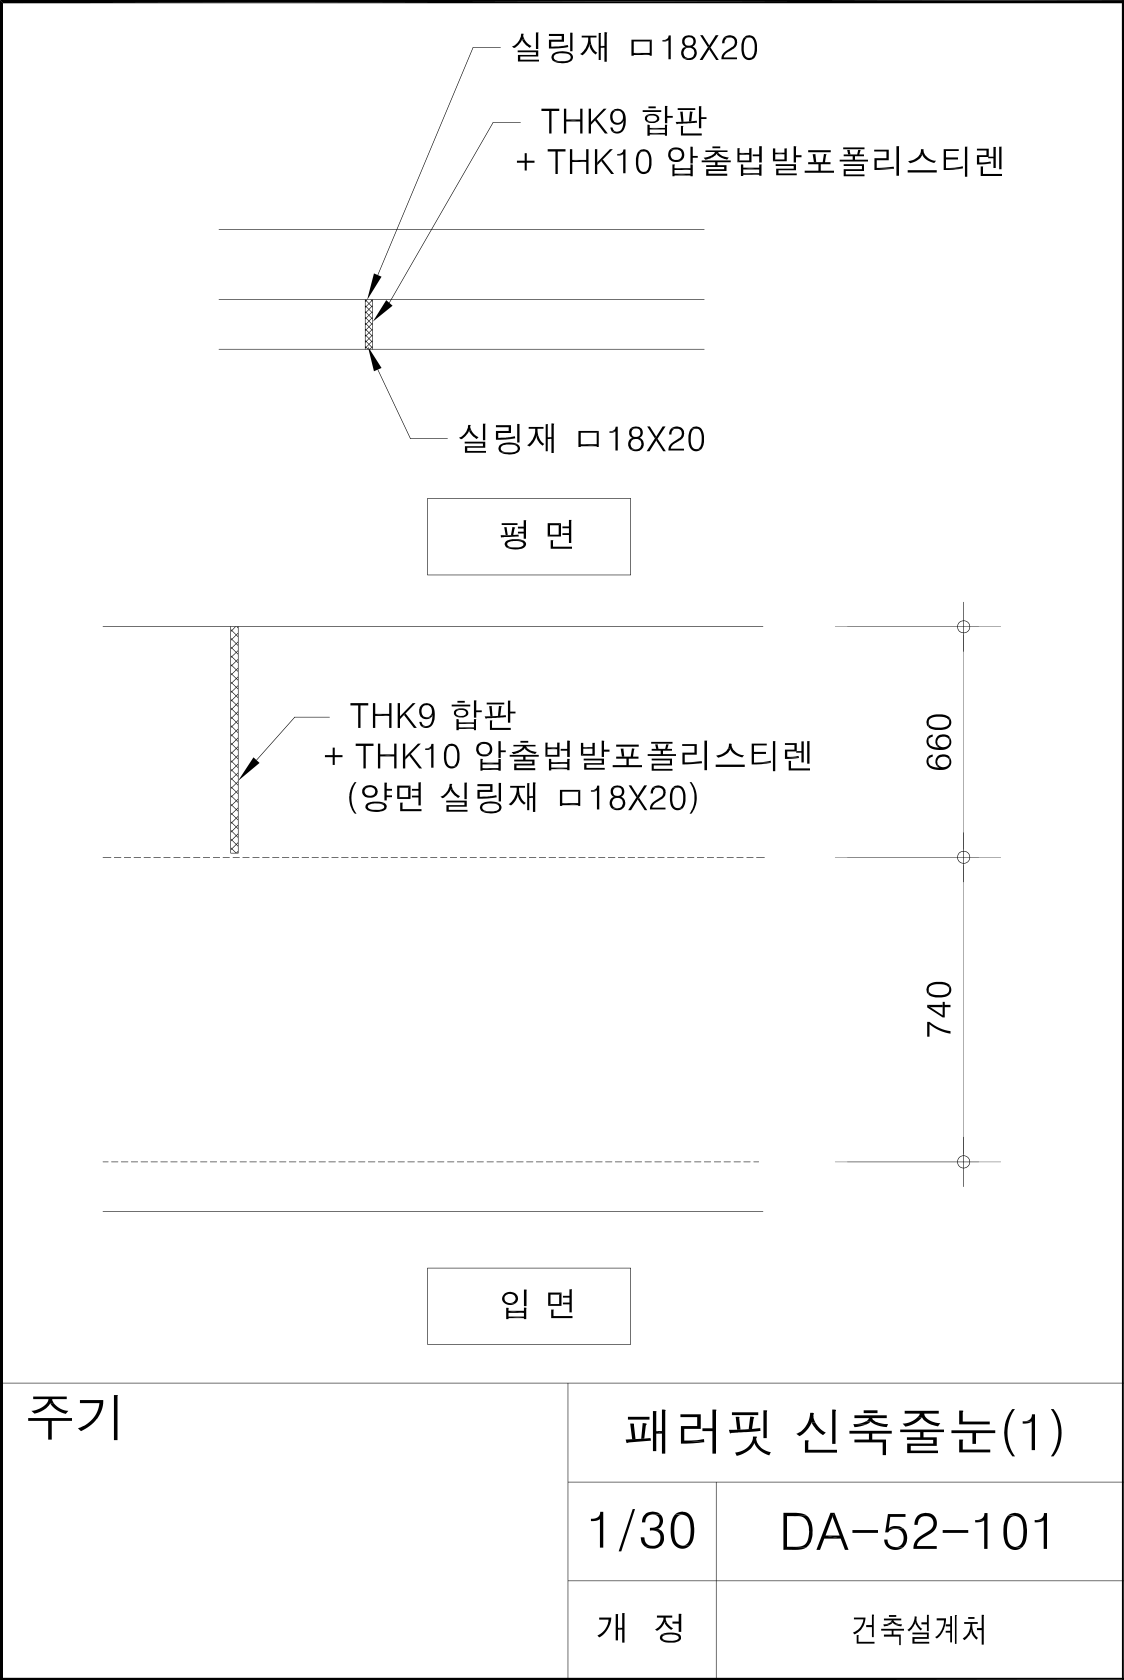 실링재 ㅁ18X20
THK9 합판
+ THK10 압출법발포폴리스티렌
실링재 ㅁ18X20
평 면
THK9 합판
+ THK10 압출법발포폴리스티렌
(양면 실링재 ㅁ18X20)
660
740
입 면
주기
패러핏 신축줄눈(1)
1/30
DA-52-101
개 정
건축설계처